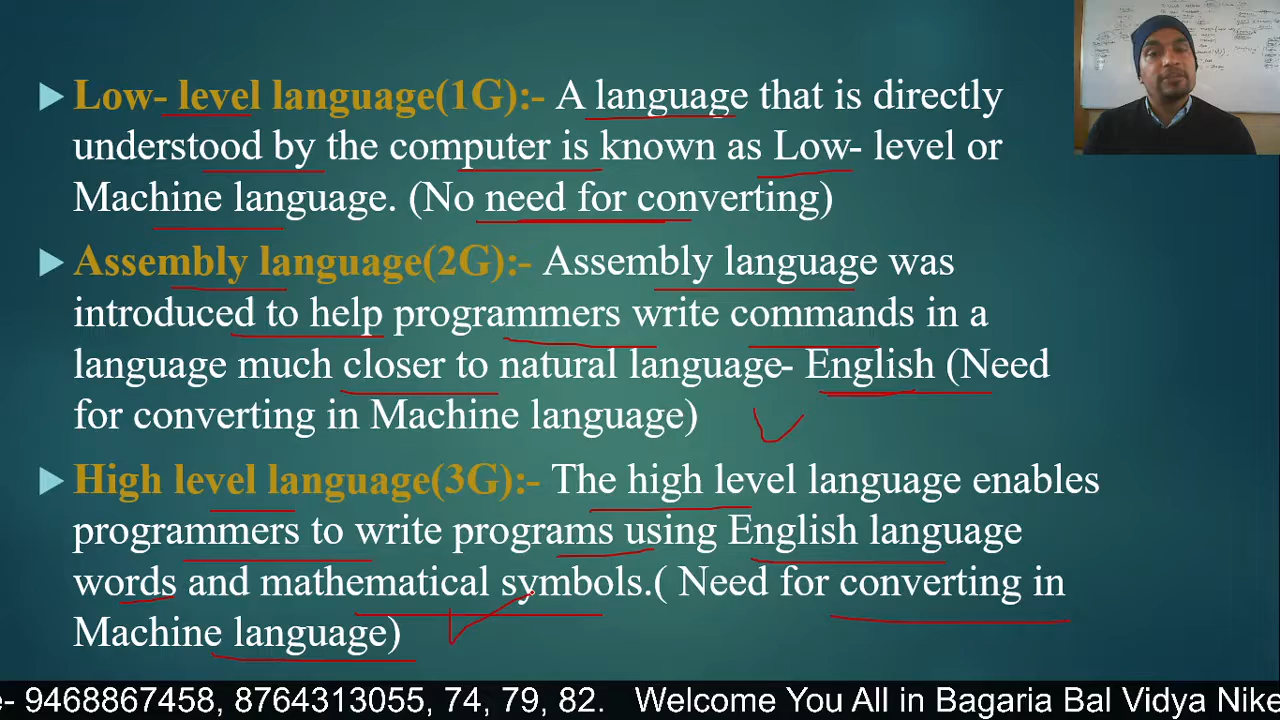 Low- level language(1G):- A language that is directly
understood by the computer is known as Low- level or
Machine language. (No need for converting)
Assembly language(2G):- Assembly language was
introduced to help programmers write commands in a
language much closer to natural language- English (Need
for converting in Machine language)
High level language(3G):- The high level language enables
programmers to write programs using English language
words and mathematical symbols.( Need for converting in
Machine language)
e- 9468867458, 8764313055, 74, 79, 82. Welcome You All in Bagaria Bal Vidya Nike